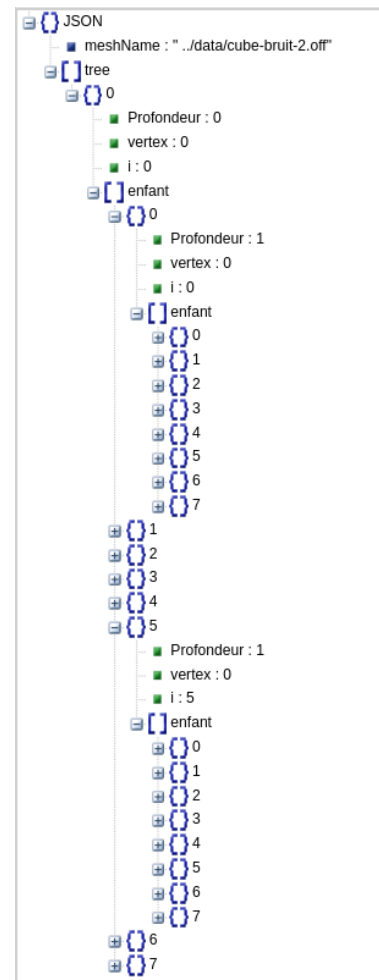 JSON
meshName : " ../data/cube-bruit-2.off"
tree
0
Profondeur : 0
vertex : 0
i : 0
enfant
0
Profondeur : 1
vertex : 0
i : 0
enfant
0
1
2
3
4
5
6
7
1
2
3
4
5
Profondeur : 1
vertex : 0
i : 5
enfant
0
1
2
3
4
5
6
7
6
7